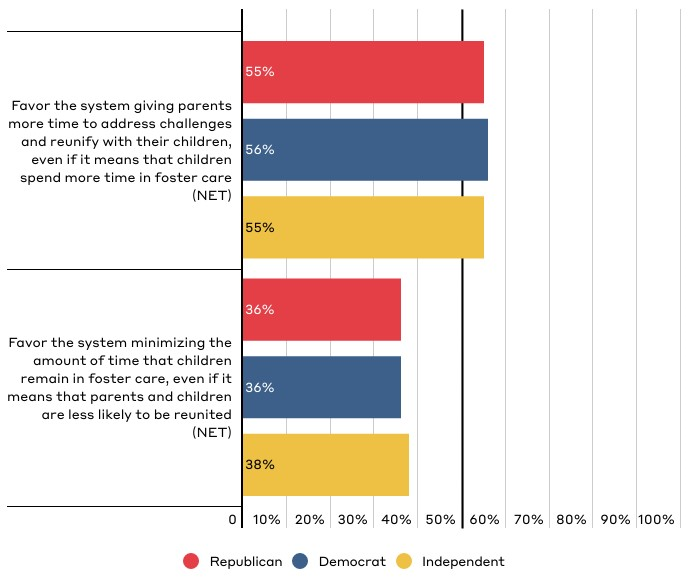 55%
Favor the system giving parents
more time to address challenges
and reunify with their children,
even if it means that children
spend more time in foster care
(NET)
56%
55%
36%
Favor the system minimizing the
amount of time that children
remain in foster care, even if it
means that parents and children
are less likely to be reunited
(NET)
36%
38%
0 10% 20% 30% 40% 50% 60% 70% 80% 90% 100%
Republican Democrat Independent